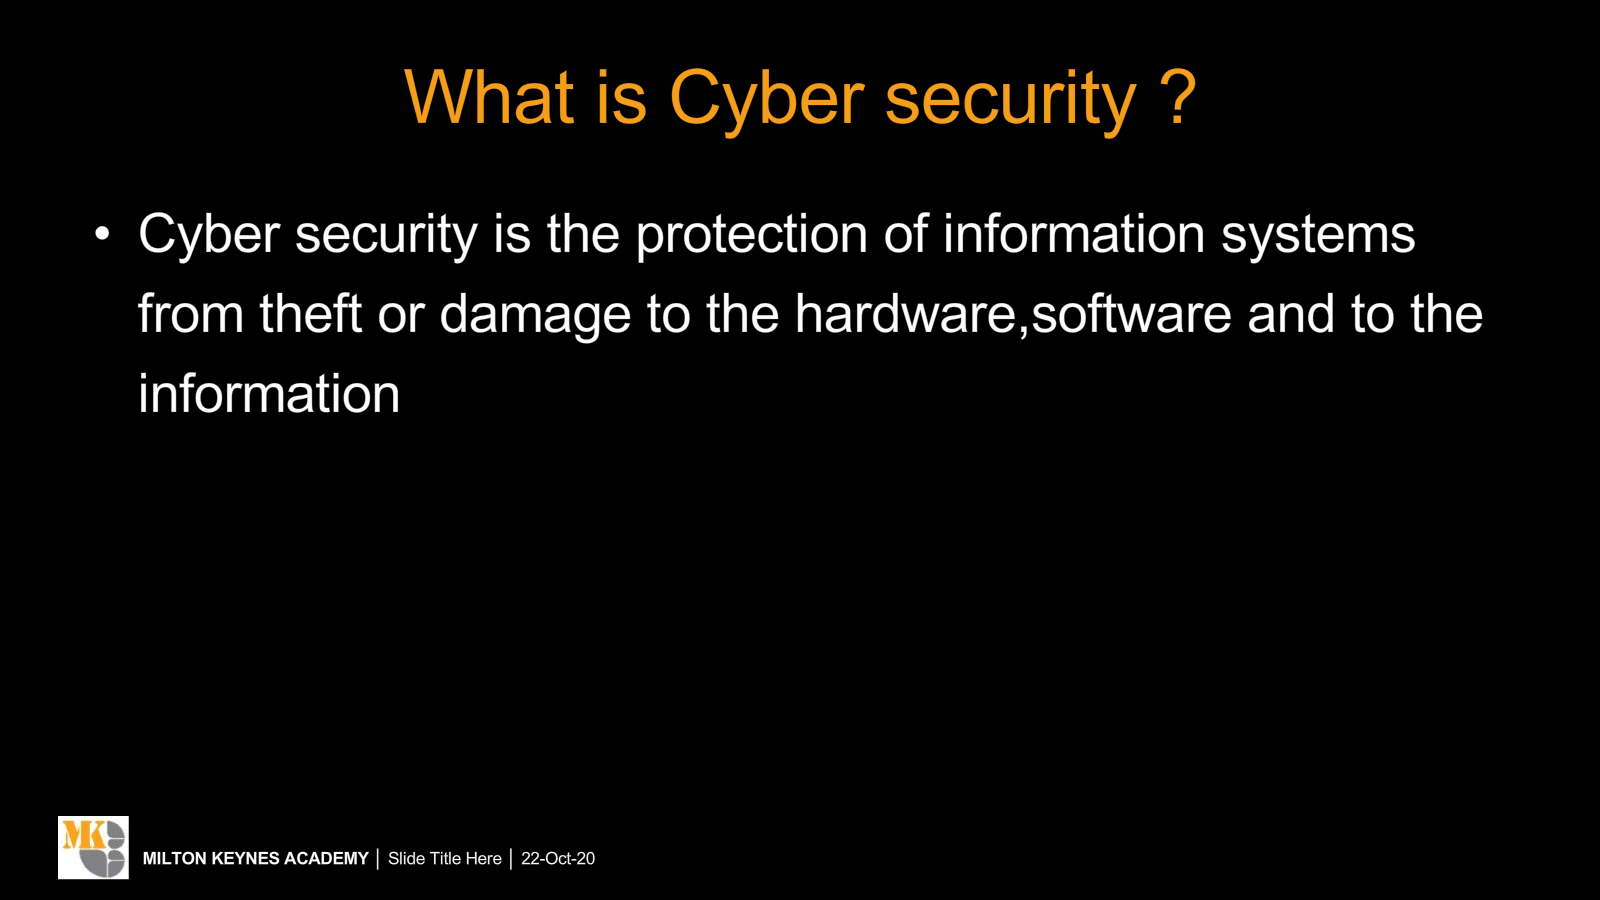 What is Cyber security ?
• Cyber security is the protection of information systems
from theft or damage to the hardware,software and to the
information
MK
MILTON KEYNES ACADEMY | Slide Title Here | 22-Oct-20